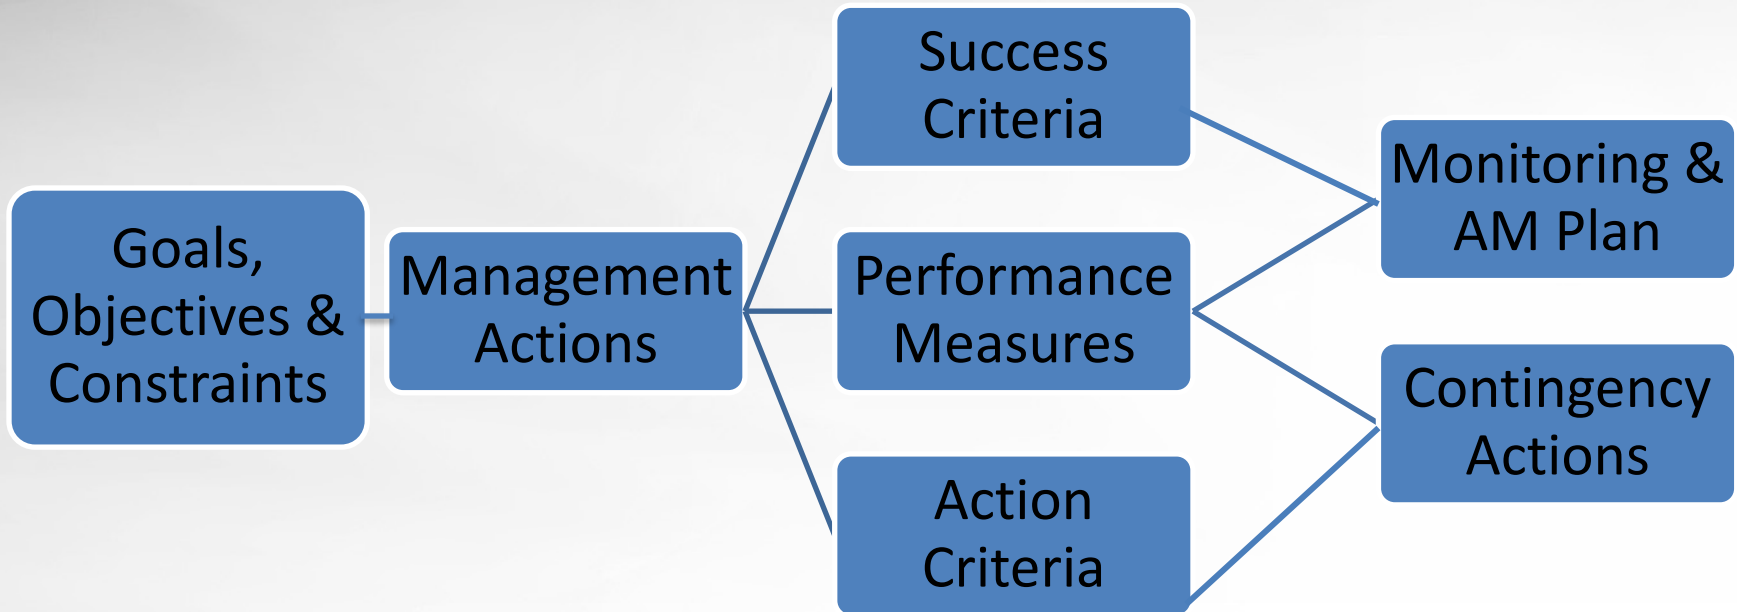 Goals,
Objectives &
Constraints
Management
Actions
Success
Criteria
Performance
Measures
Action
Criteria
Monitoring &
AM Plan
Contingency
Actions